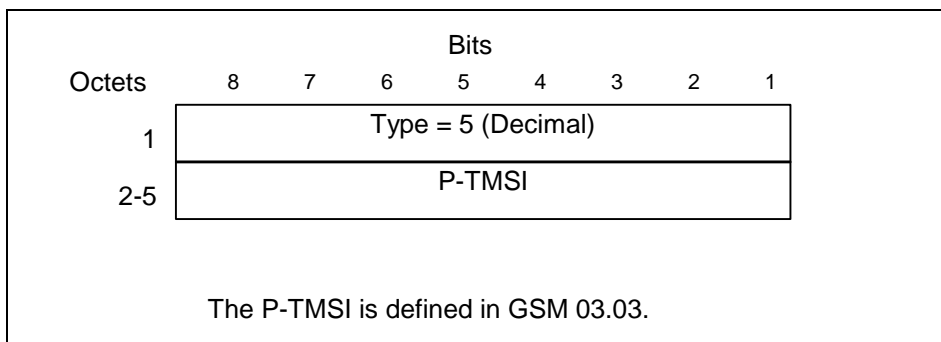 Bits
Octets 8 7 6 5 4 3 2 1
1 Type = 5 (Decimal)
2-5 P-TMSI
The P-TMSI is defined in GSM 03.03.